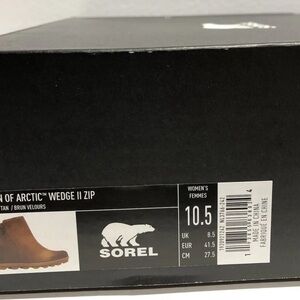 N OF ARCTIC™ WEDGE II ZIP
TAN / BRUN VELOURS
SOREL
WOMEN'S
FEMMES
10.5
UK 8.5
EUR 41.5
CM 27.5
MADE IN CHINA
FABRIQUÉ EN CHINE